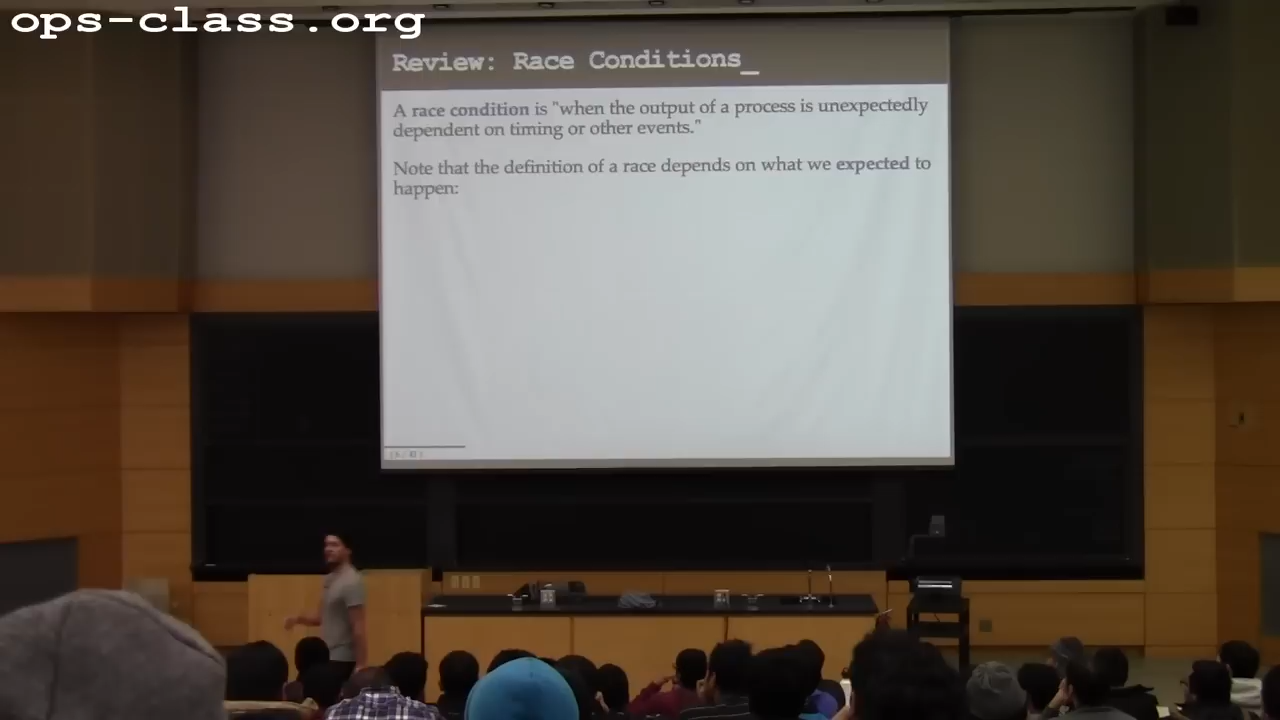 ops-class.org
Review: Race Conditions_
A race condition is "when the output of a process is unexpectedly
dependent on timing or other events."
Note that the definition of a race depends on what we expected to
happen: